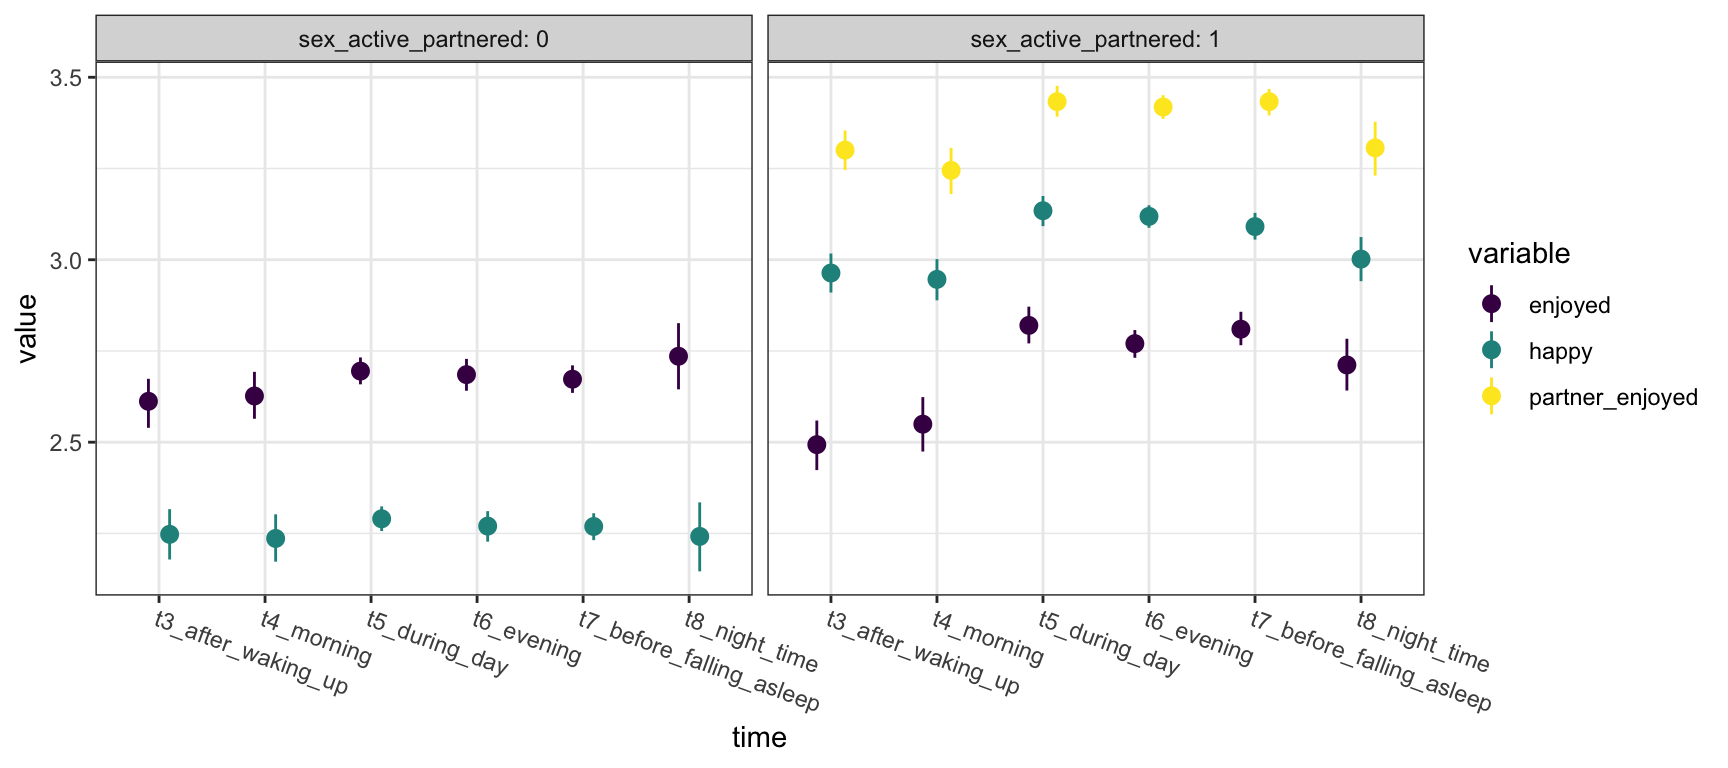 sex_active_partnered: 0
sex_active_partnered: 1
value
3.5
3.0
2.5
t3_after_waking_up
t4_morning
t5_during_day
t6_evening
t7_before_falling_asleep
t8_night_time
t3_after_waking_up
t4_morning
t5_during_day
t6_evening
t7_before_falling_asleep
t8_night_time
time
variable
enjoyed
happy
partner_enjoyed